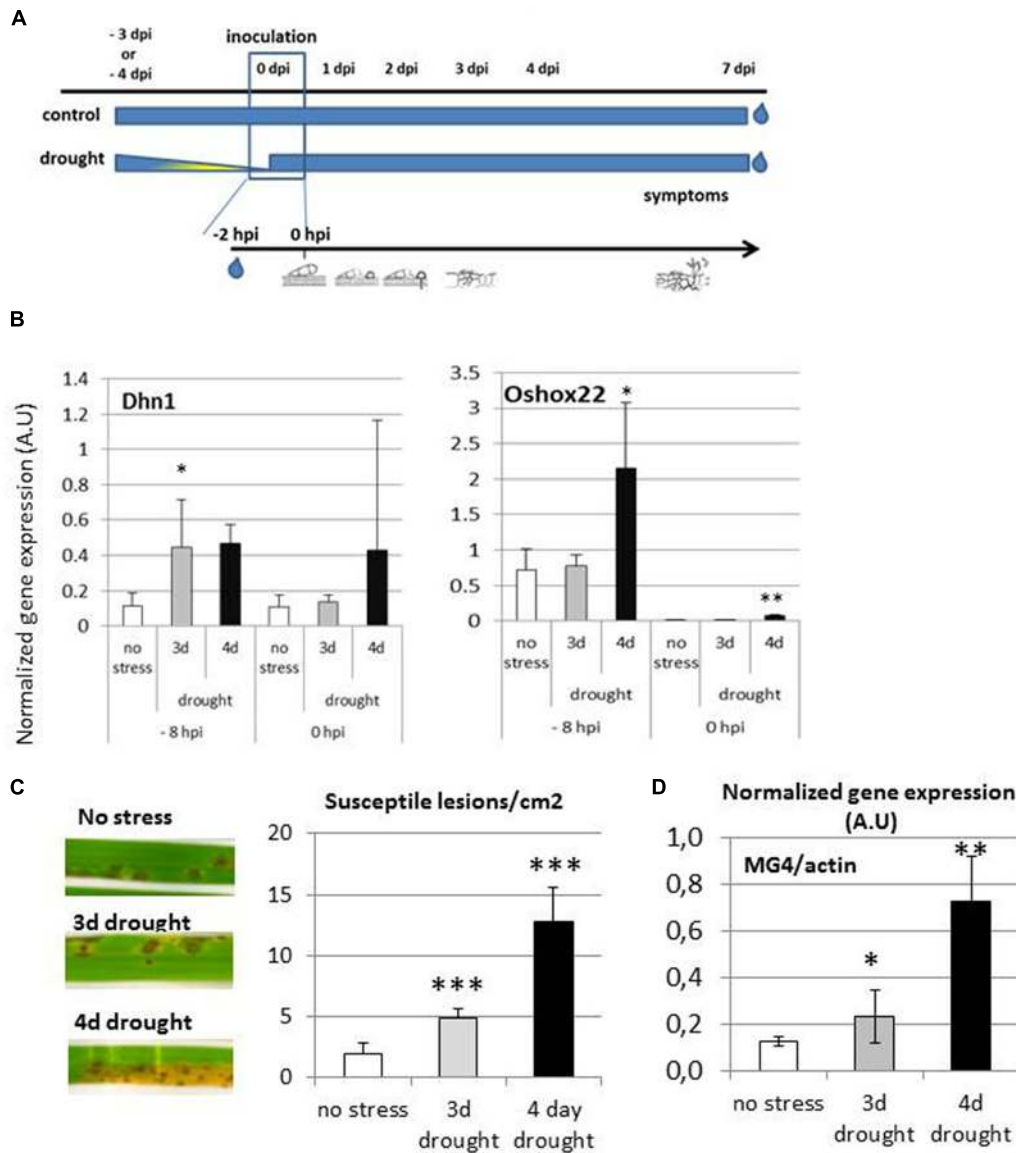 A
- 3 dpi
or
- 4 dpi
inoculation
0 dpi 1 dpi 2 dpi 3 dpi 4 dpi 7 dpi
control
drought
symptoms
-2 hpi 0 hpi
B
Normalized gene expression (A.U)
Dhn1
1.4
1.2
1
0.8
0.6
0.4
0.2
0
*
no stress 3d 4d no stress 3d 4d
drought drought
- 8 hpi 0 hpi
Oshox22
3.5
3
2.5
2
1.5
1
0.5
0
*
**
no stress 3d 4d no stress 3d 4d
drought drought
- 8 hpi 0 hpi
C
No stress
3d drought
4d drought
Susceptile lesions/cm2
20
15
10
5
0
***
***
no stress 3d drought 4 day drought
D
Normalized gene expression
(A.U)
MG4/actin
1,0
0,8
0,6
0,4
0,2
0,0
*
**
no stress 3d drought 4d drought